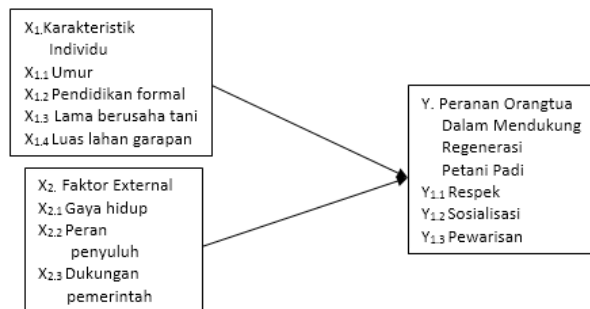 X1.Karakteristik
Individu
X1.1 Umur
X1.2 Pendidikan formal
X1.3 Lama berusaha tani
X1.4 Luas lahan garapan
X2. Faktor External
X2.1 Gaya hidup
X2.2 Peran
penyuluh
X2.3 Dukungan
pemerintah
Y. Peranan Orangtua
Dalam Mendukung
Regenerasi
Petani Padi
Y1.1 Respek
Y1.2 Sosialisasi
Y1.3 Pewarisan